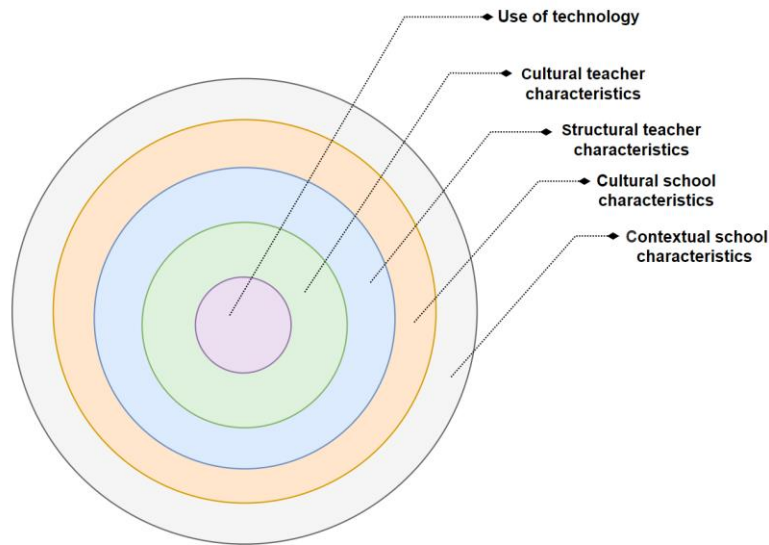 Use of technology
Cultural teacher
characteristics
Structural teacher
characteristics
Cultural school
characteristics
Contextual school
characteristics